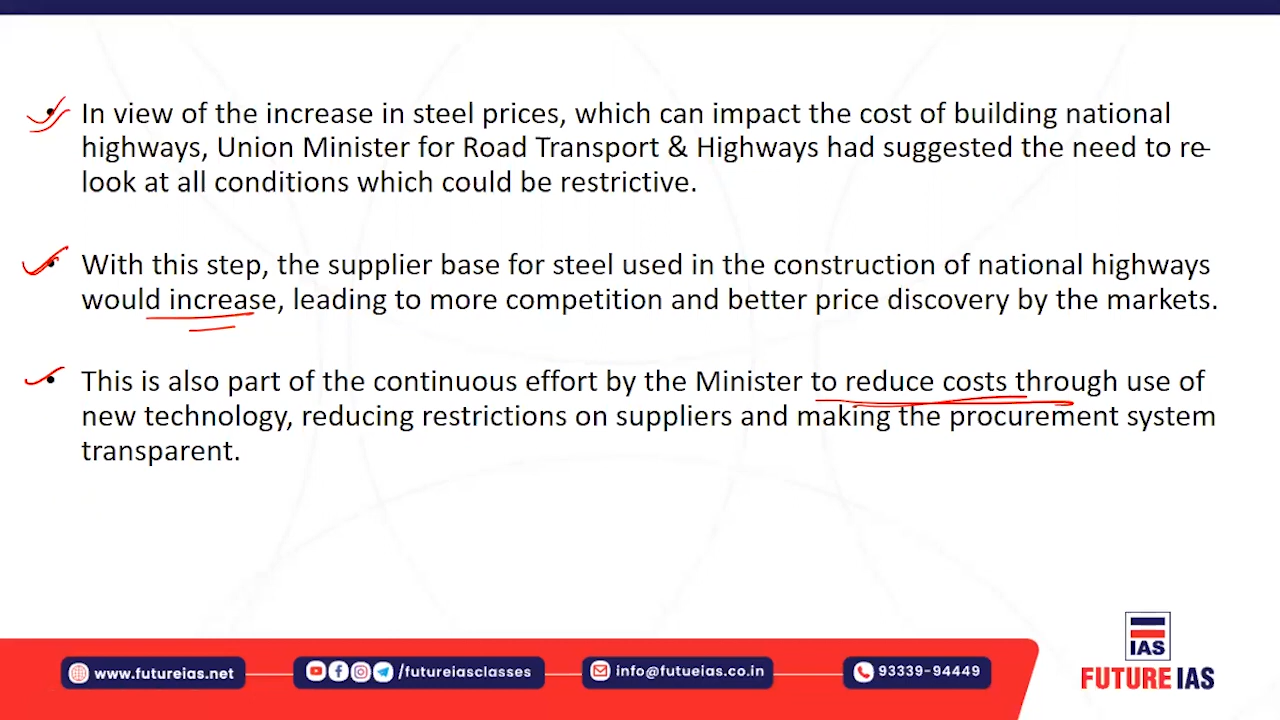 • In view of the increase in steel prices, which can impact the cost of building national
highways, Union Minister for Road Transport & Highways had suggested the need to re-
look at all conditions which could be restrictive.
• With this step, the supplier base for steel used in the construction of national highways
would increase, leading to more competition and better price discovery by the markets.
• This is also part of the continuous effort by the Minister to reduce costs through use of
new technology, reducing restrictions on suppliers and making the procurement system
transparent.
IAS
www.futureias.net
/futureiasclasses
info@futueias.co.in
93339-94449
FUTURE IAS